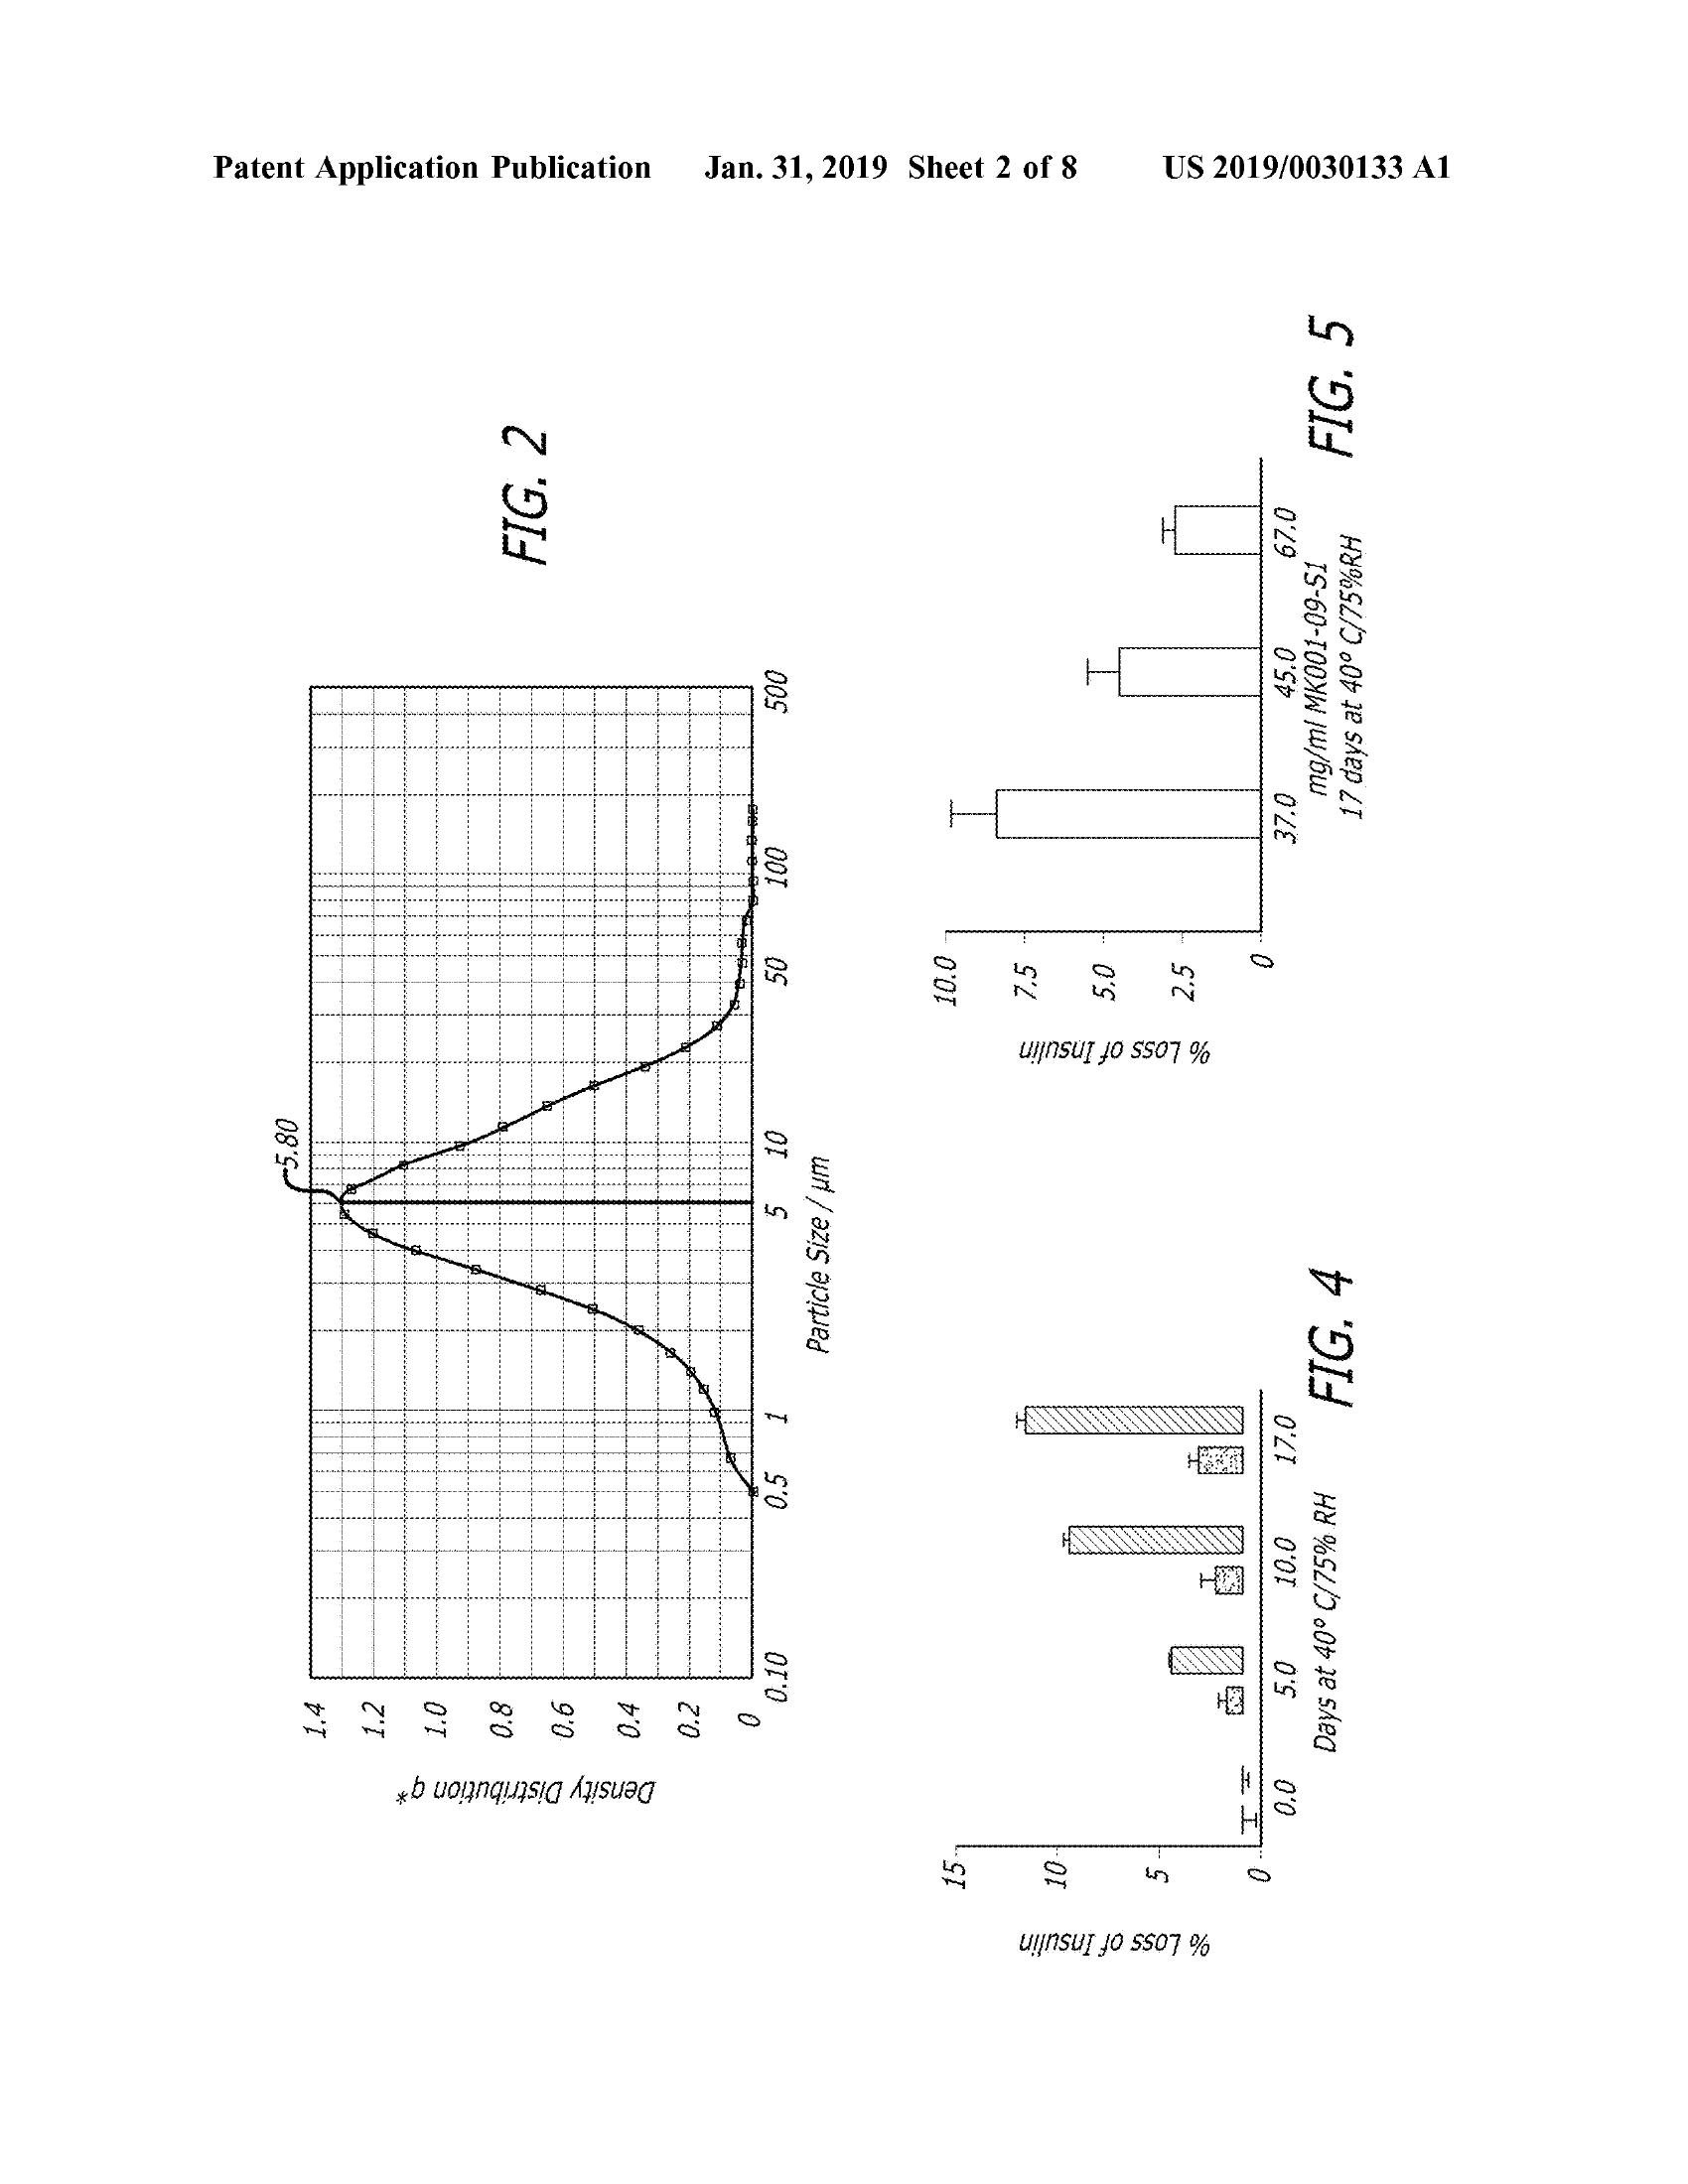 Patent Application Publication Jan. 31, 2019 Sheet 2 of 8 US 2019/0030133 A1
FIG. 2
5.80
Density Distribution q*
1.4
1.2
1.0
0.8
0.6
0.4
0.2
0
0.10 0.5 1 5 10 50 100 500
Particle Size / µm
% Loss of Insulin
15
10
5
0
0.0 5.0 10.0 17.0
Days at 40° C/75% RH
FIG. 4
% Loss of Insulin
10.0
7.5
5.0
2.5
0
37.0 45.0 67.0
mg/ml MK001-09-S1
17 days at 40° C/75%RH
FIG. 5